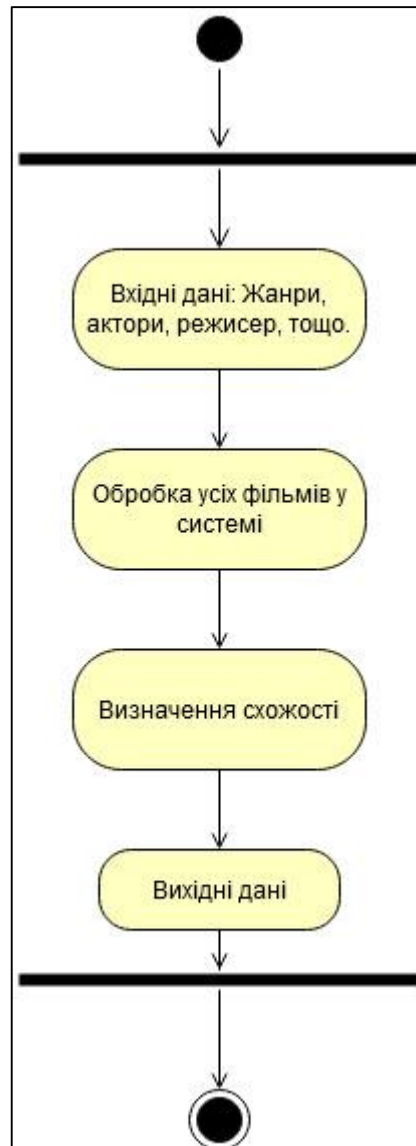 Вхідні дані: Жанри,
актори, режисер, тощо.
Обробка усіх фільмів у
системі
Визначення схожості
Вихідні дані